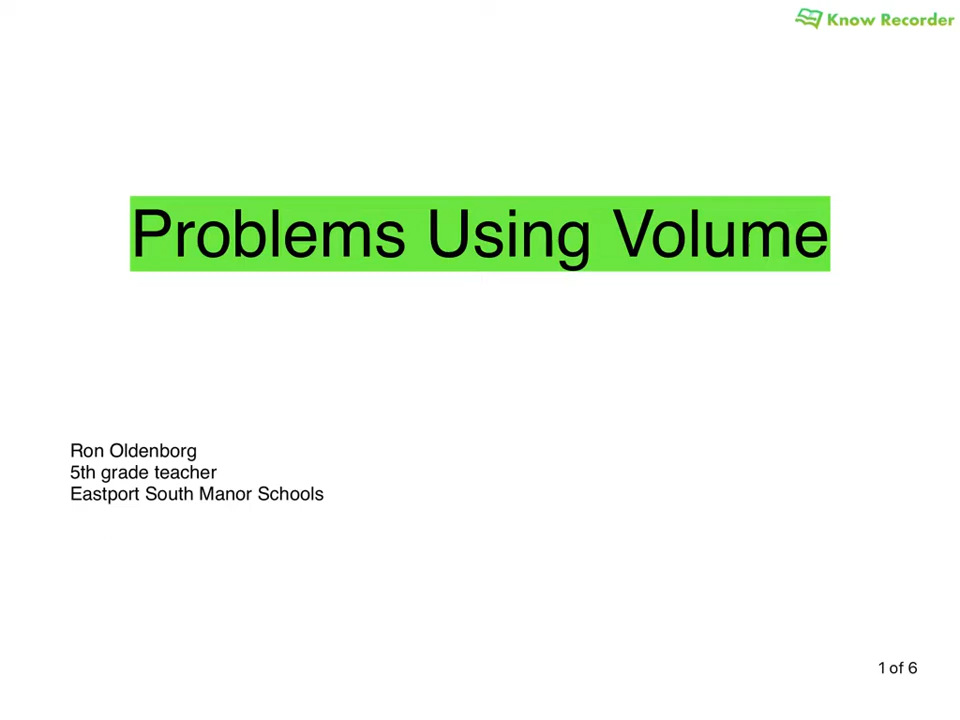 Know Recorder
Problems Using Volume
Ron Oldenborg
5th grade teacher
Eastport South Manor Schools
1 of 6